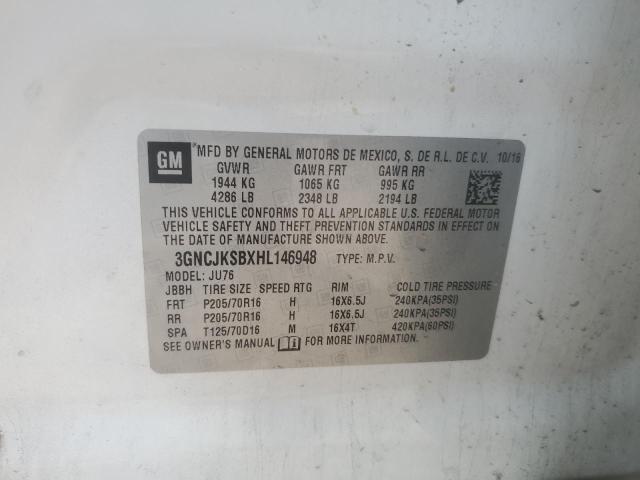 GM
MFD BY GENERAL MOTORS DE MEXICO, S. DE R.L. DE C.V. 10/16
GVWR GAWR FRT GAWR RR
1944 KG 1065 KG 995 KG
4286 LB 2348 LB 2194 LB
THIS VEHICLE CONFORMS TO ALL APPLICABLE U.S. FEDERAL MOTOR
VEHICLE SAFETY AND THEFT PREVENTION STANDARDS IN EFFECT ON
THE DATE OF MANUFACTURE SHOWN ABOVE.
3GNCJKSBXHL146948 TYPE: M.P.V.
MODEL: JU76
JBBH TIRE SIZE SPEED RTG RIM COLD TIRE PRESSURE
FRT P205/70R16 H 16X6.5J 240KPA(35PSI)
RR P205/70R16 H 16X6.5J 240KPA(35PSI)
SPA T125/70D16 M 16X4T 420KPA(60PSI)
SEE OWNER'S MANUAL FOR MORE INFORMATION